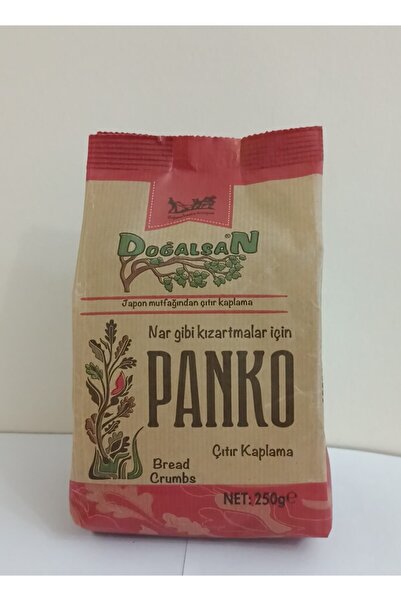 DOĞALSAN
Japon mutfağından çıtır kaplama
Nar gibi kızartmalar için
PANKO
Çıtır Kaplama
Bread
Crumbs
NET: 250g℮